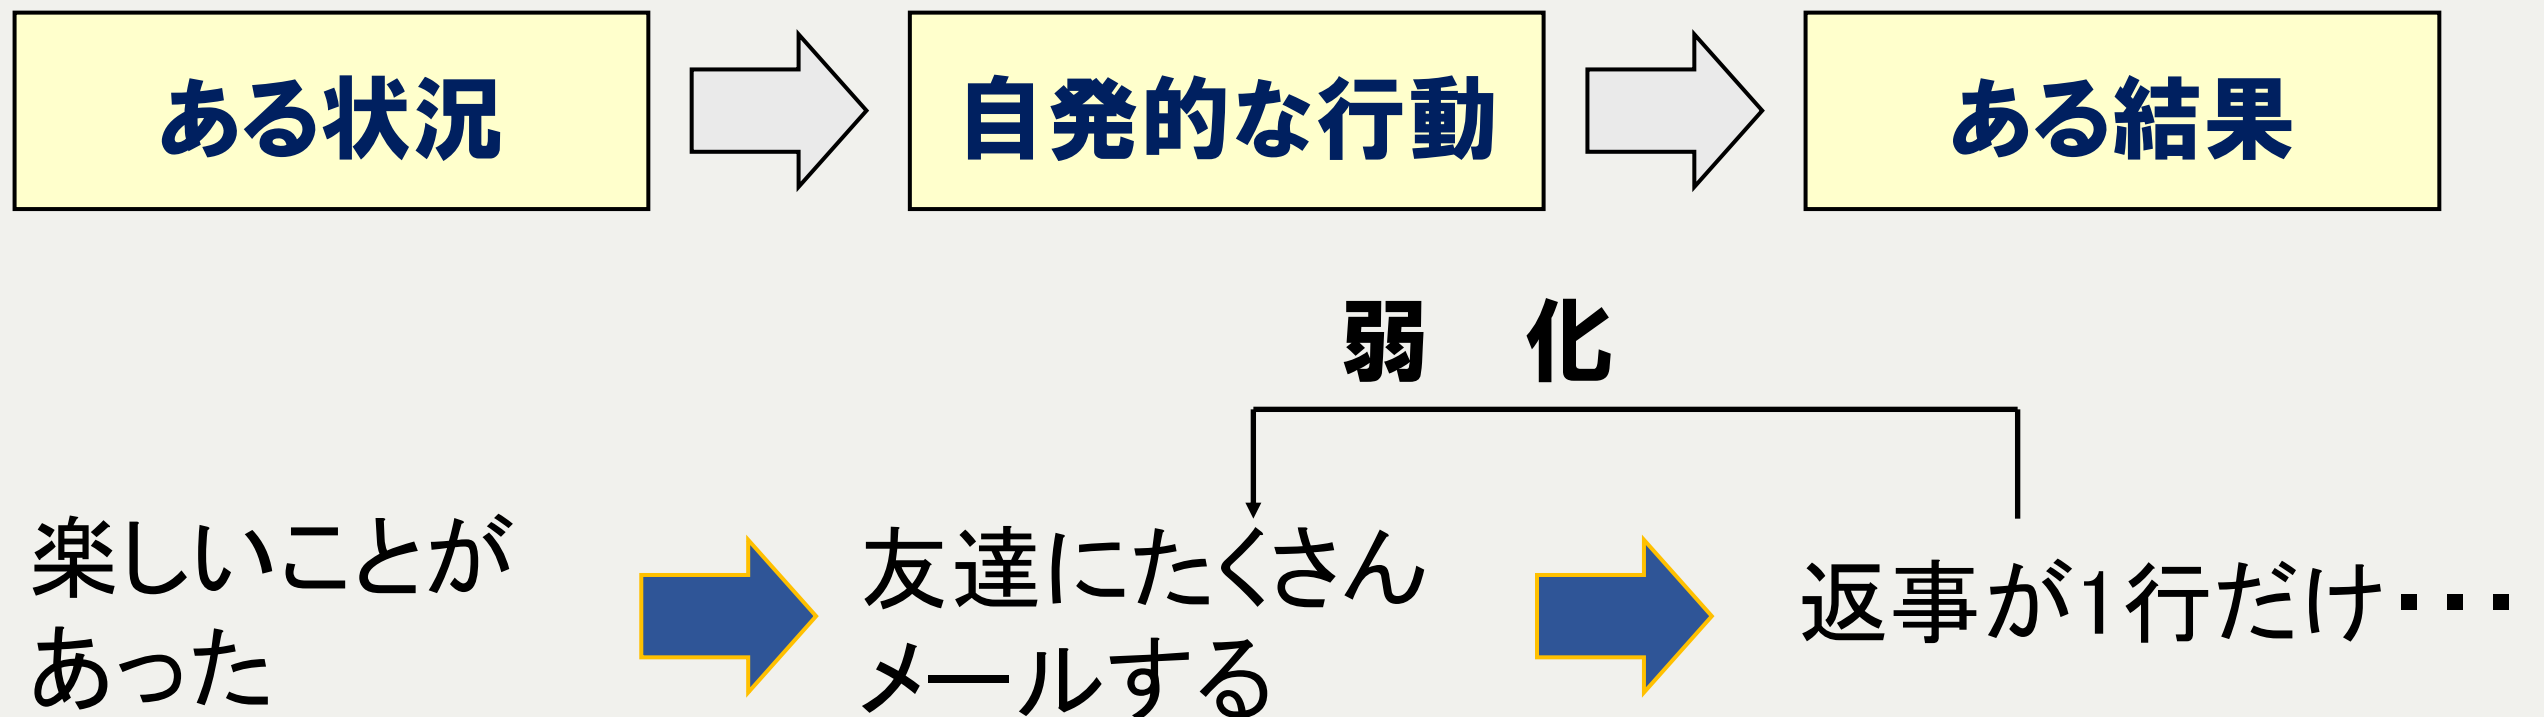 ある状況
自発的な行動
ある結果
弱　化
楽しいことが
あった
友達にたくさん
メールする
返事が1行だけ・・・